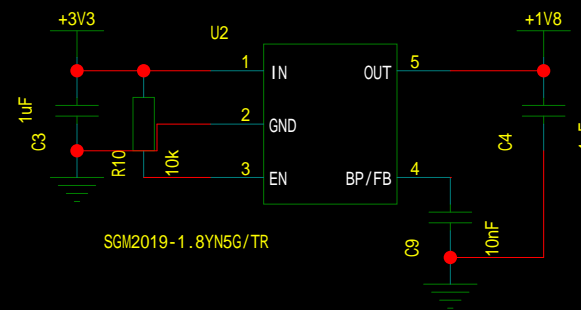 +3V3
+1V8
U2
1
IN
OUT
5
1uF
C3
2
GND
R10
10k
3
EN
BP/FB
4
C4
C9
10nF
SGM2019-1.8YN5G/TR